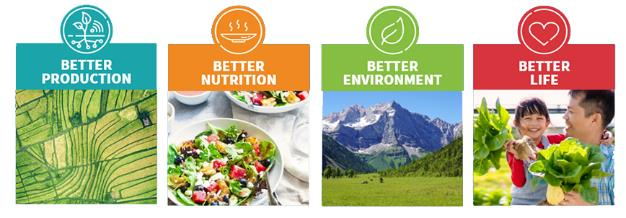 BETTER
PRODUCTION
BETTER
NUTRITION
BETTER
ENVIRONMENT
BETTER
LIFE